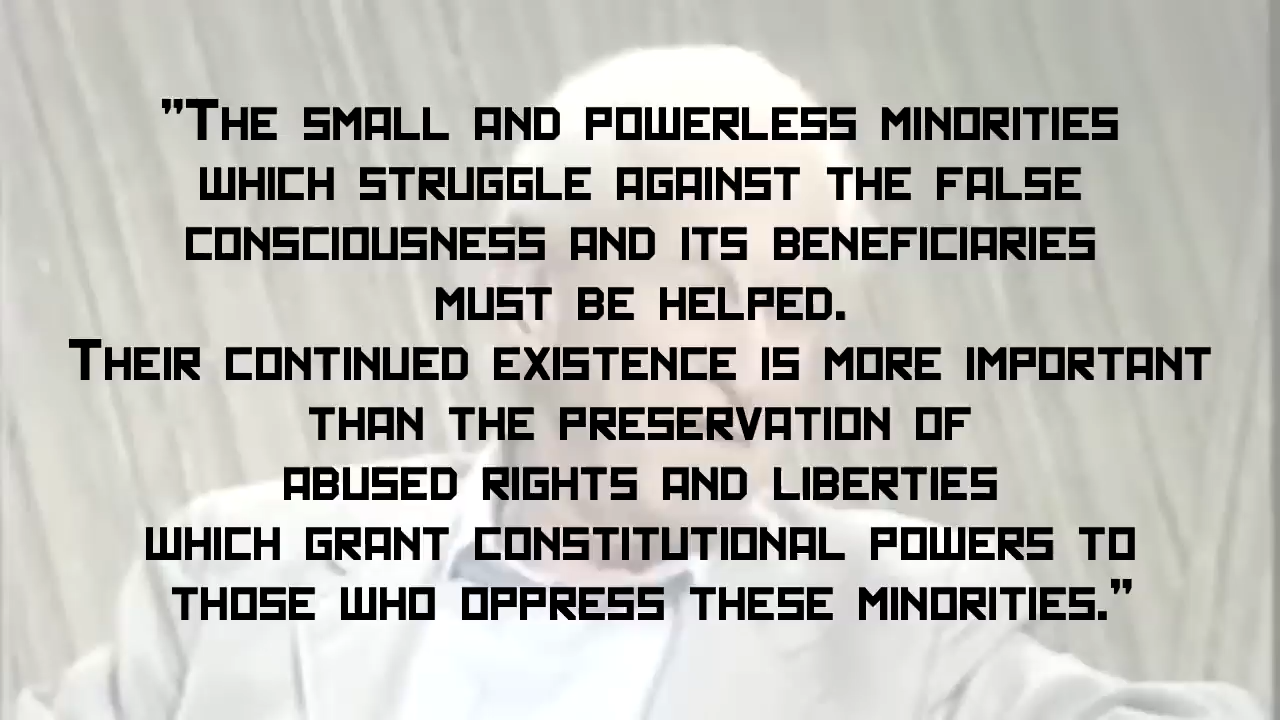 ”The small and powerless minorities
which struggle against the false
consciousness and its beneficiaries
must be helped.
Their continued existence is more important
than the preservation of
abused rights and liberties
which grant constitutional powers to
those who oppress these minorities.”